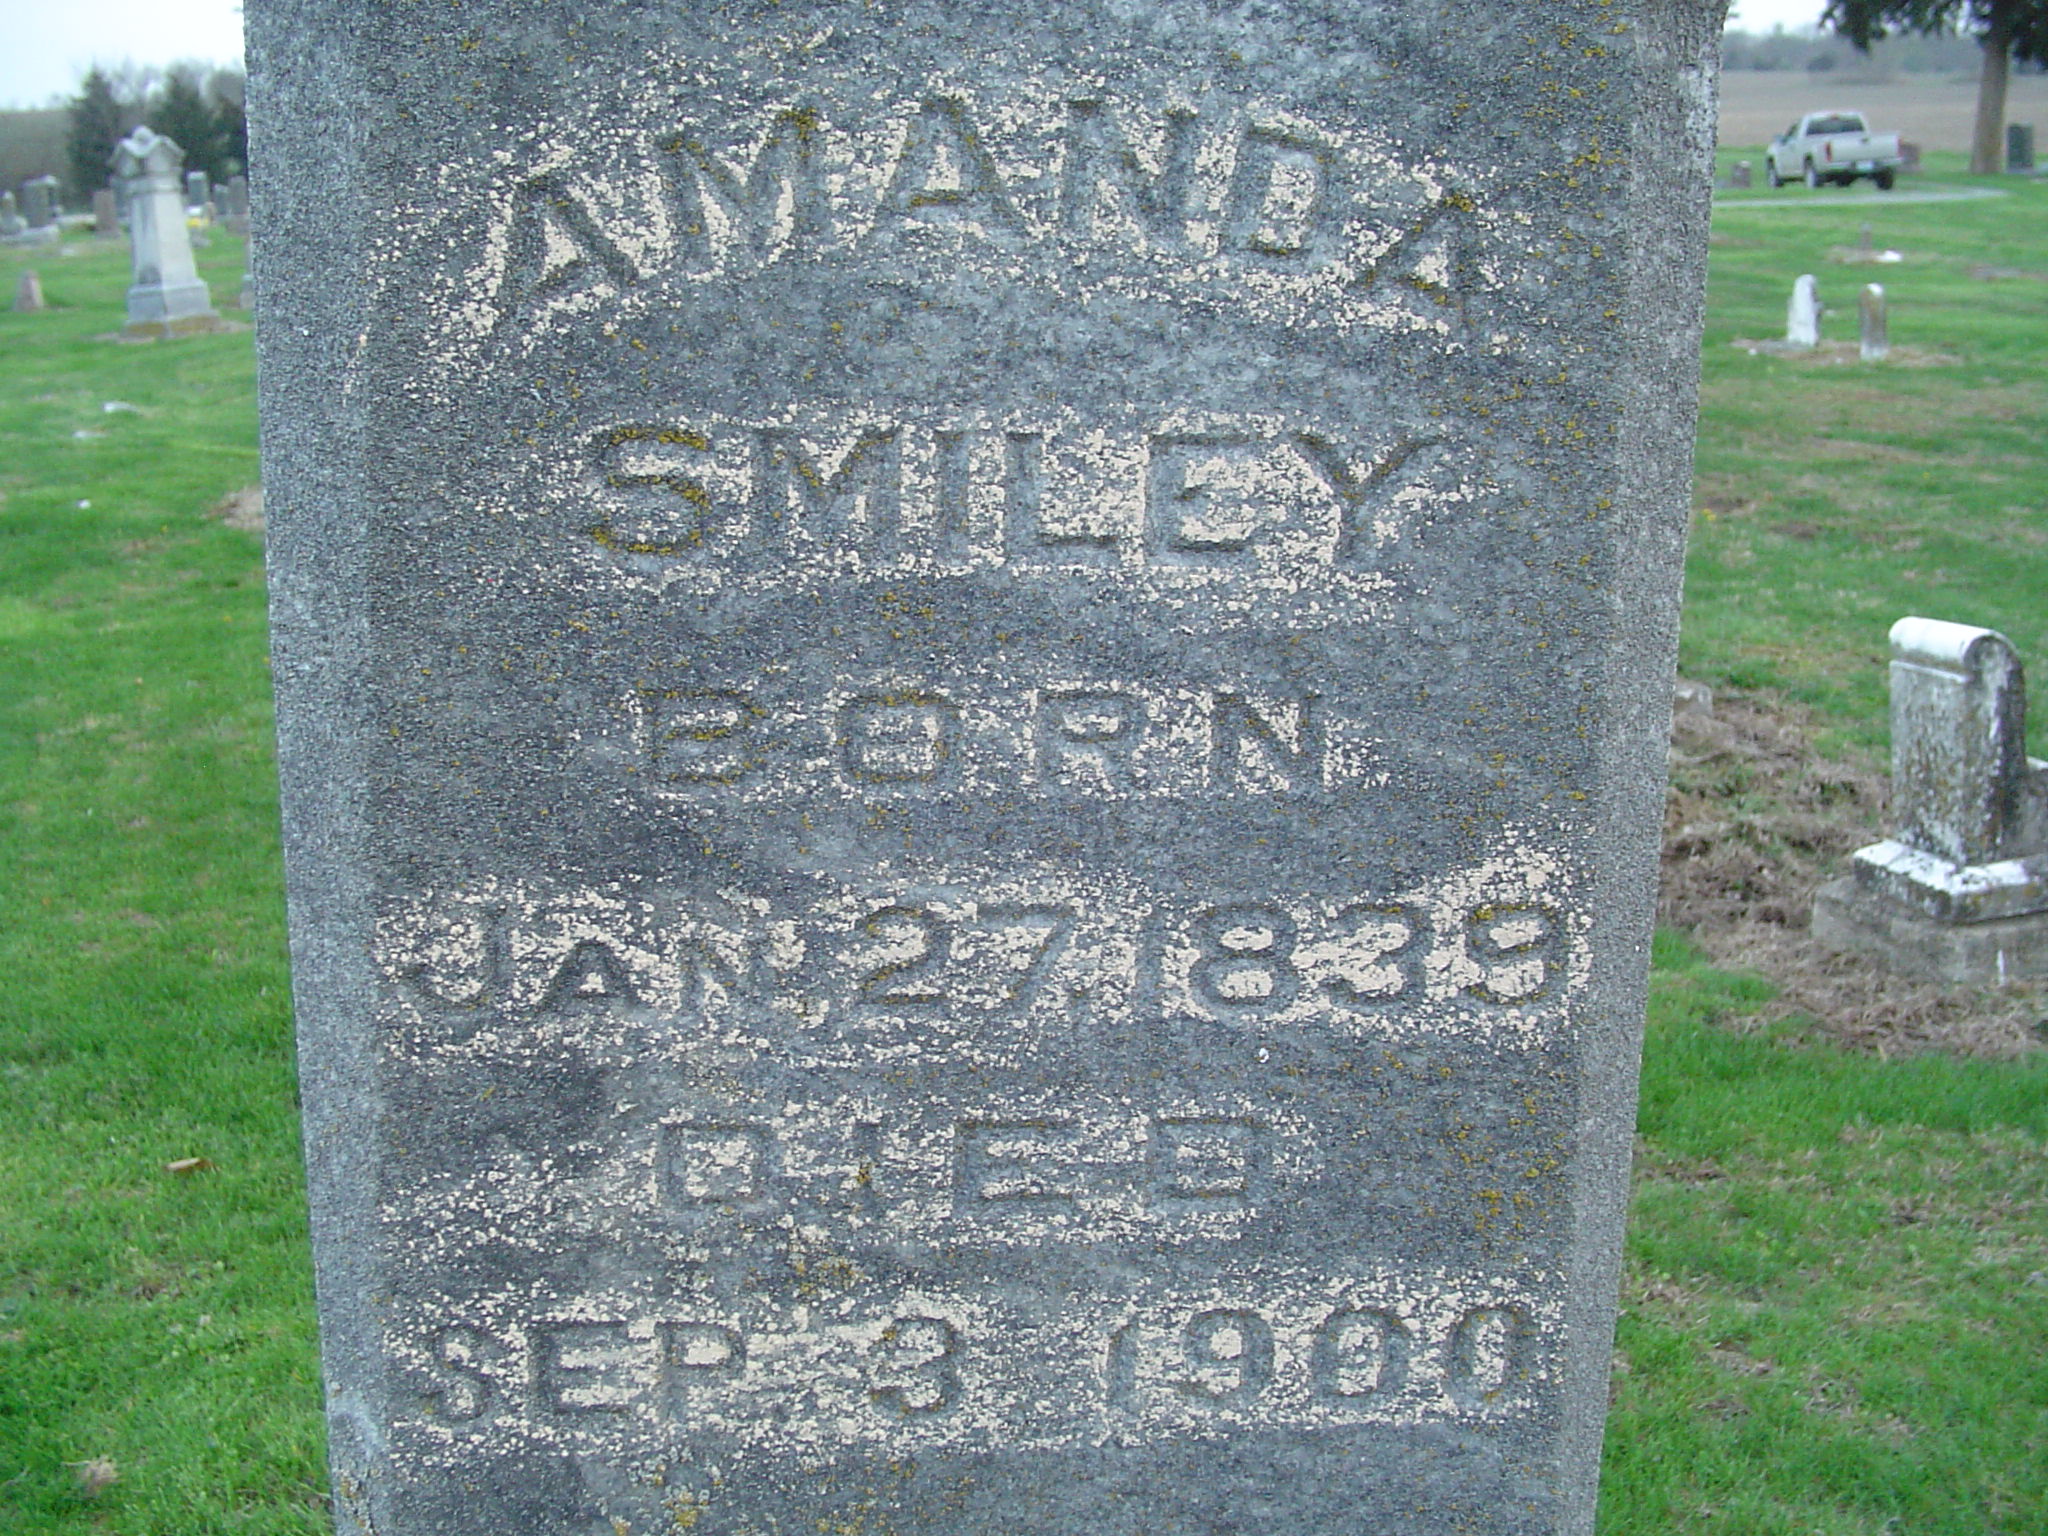 AMANDA
SMILEY
BORN
JAN. 27, 1839
DIED
SEP. 3 1900